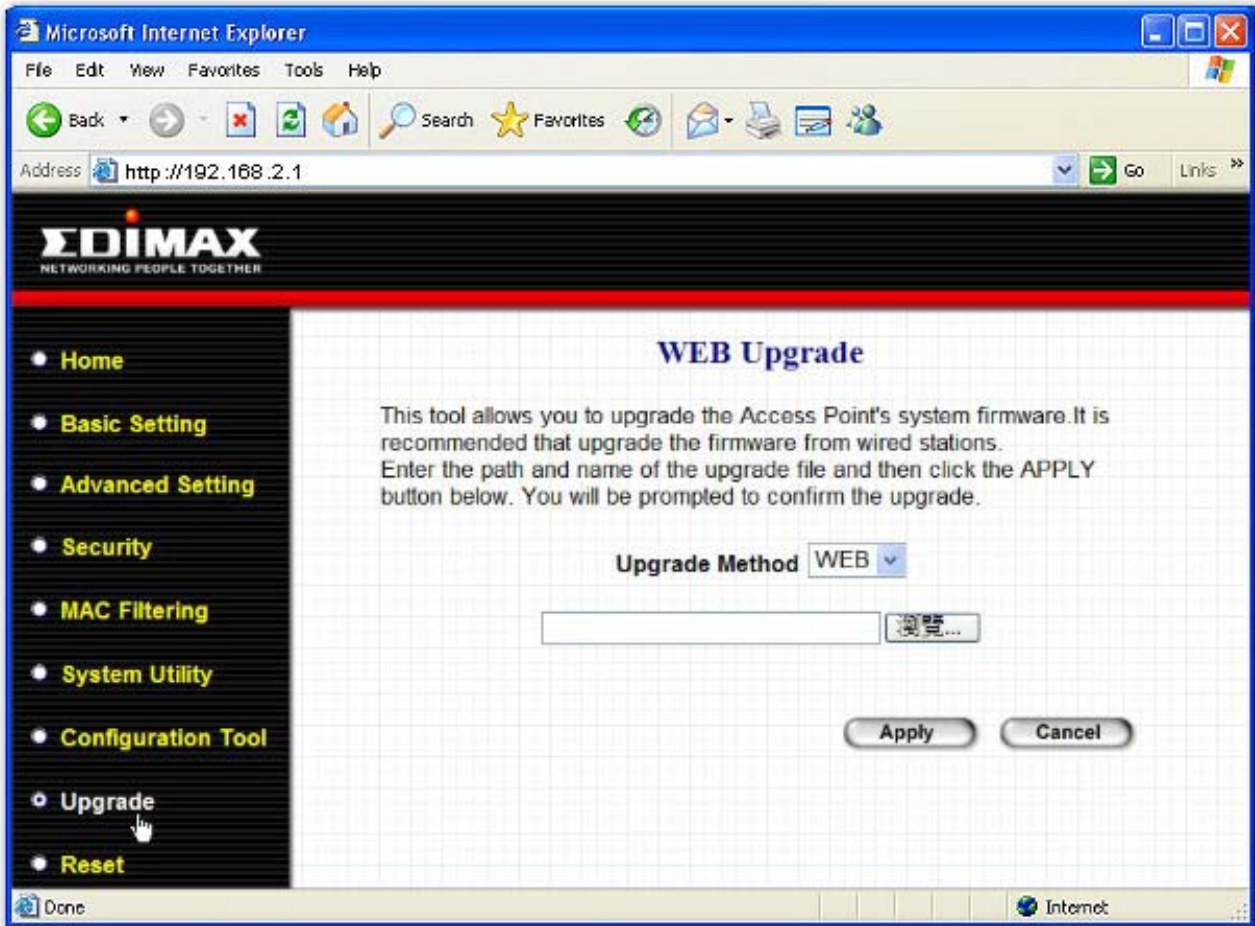 Microsoft Internet Explorer
File Edit View Favorites Tools Help
Back Search Favorites
Address http://192.168.2.1 Go Links »
EDIMAX
NETWORKING PEOPLE TOGETHER
Home
Basic Setting
Advanced Setting
Security
MAC Filtering
System Utility
Configuration Tool
Upgrade
Reset
WEB Upgrade
This tool allows you to upgrade the Access Point's system firmware.It is
recommended that upgrade the firmware from wired stations.
Enter the path and name of the upgrade file and then click the APPLY
button below. You will be prompted to confirm the upgrade.
Upgrade Method WEB
瀏覽...
Apply Cancel
Done Internet